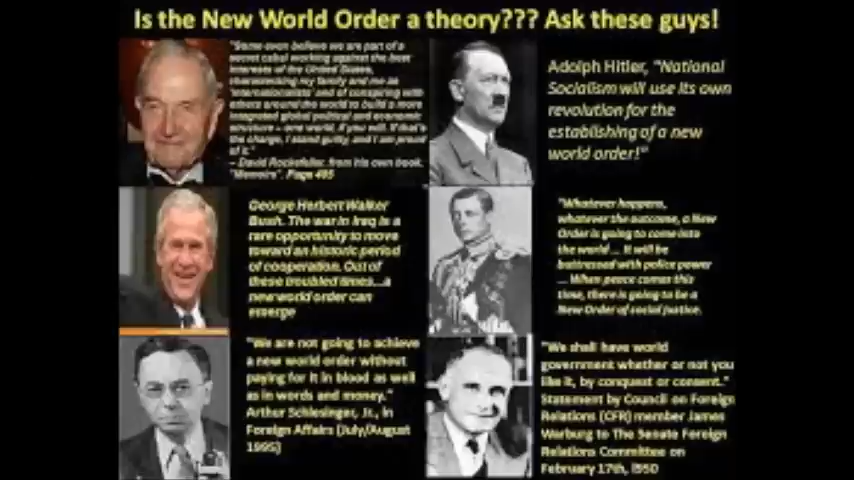 Is the New World Order a theory??? Ask these guys!
"Some even believe we are part of a
secret cabal working against the best
interests of the United States,
characterizing my family and me as
'internationalists' and of conspiring with
others around the world to build a more
integrated global political and economic
structure - one world, if you will. If that's
the charge, I stand guilty, and I am proud
of it."
- David Rockefeller, from his own book,
"Memoirs". Page 405
Adolph Hitler, "National
Socialism will use its own
revolution for the
establishing of a new
world order!"
George Herbert Walker
Bush. The war in Iraq is a
rare opportunity to move
toward an historic period
of cooperation. Out of
these troubled times...a
new world order can
emerge
"Whatever happens,
whatever the outcome, a New
Order is going to come into
the world ... It will be
buttressed with police power
... When peace comes this
time, there is going to be a
New Order of social justice.
"We are not going to achieve
a new world order without
paying for it in blood as well
as in words and money."
Arthur Schlesinger, Jr., in
Foreign Affairs (July/August
1995)
"We shall have world
government whether or not you
like it, by conquest or consent."
Statement by Council on Foreign
Relations (CFR) member James
Warburg to The Senate Foreign
Relations Committee on
February 17th, 1950